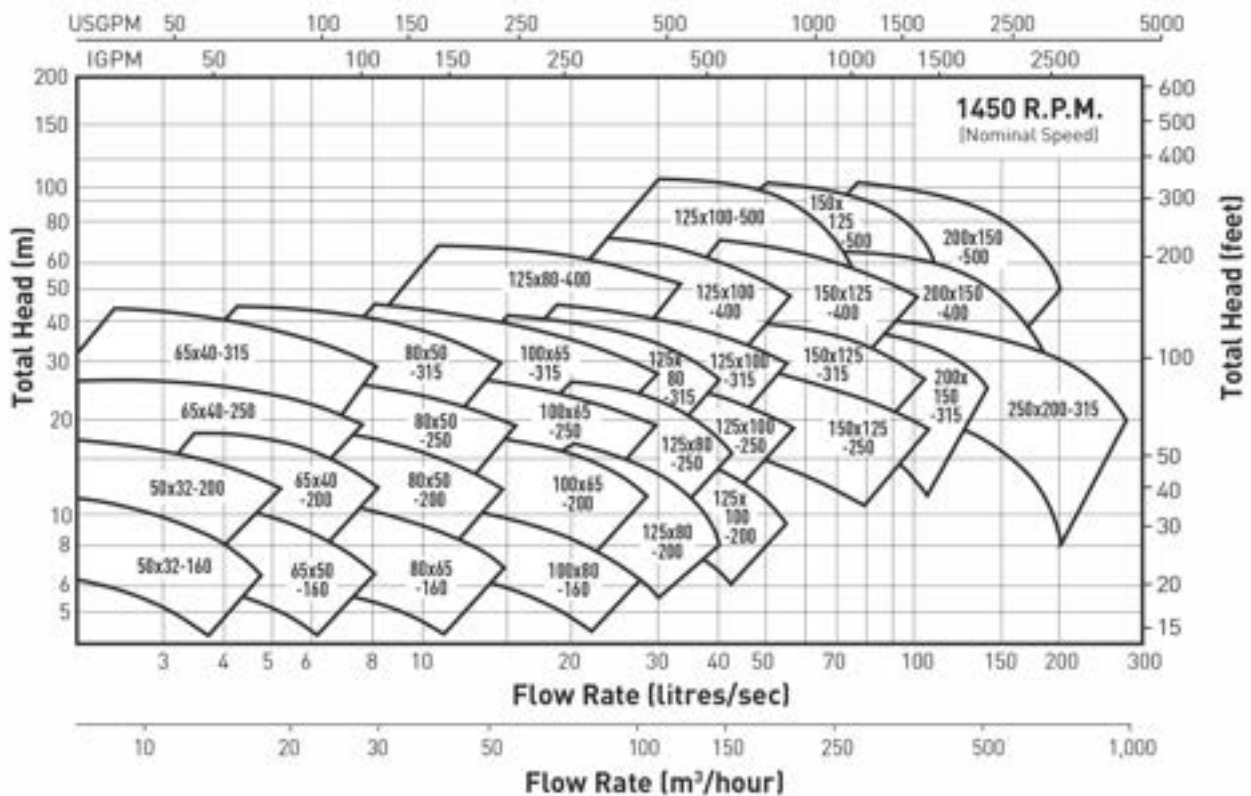 USGPM 50 100 150 250 500 1000 1500 2500 5000
IGPM 50 100 150 250 500 1000 1500 2500
200
150
100
80
60
50
40
30
20
10
8
6
5
Total Head (m)
1450 R.P.M.
(Nominal Speed)
600
500
400
300
200
100
50
40
30
20
15
Total Head (feet)
125x100-500
150x
125
-500
200x150
-500
125x80-400
125x100
-400
150x125
-400
200x150
-400
65x40-315
80x50
-315
100x65
-315
125x
80
-315
125x100
-315
150x125
-315
200x
150
-315
250x200-315
65x40-250
80x50
-250
100x65
-250
125x80
-250
125x100
-250
150x125
-250
50x32-200
65x40
-200
80x50
-200
100x65
-200
125x80
-200
125x
100
-200
50x32-160
65x50
-160
80x65
-160
100x80
-160
3 4 5 6 8 10 20 30 40 50 70 100 150 200 300
Flow Rate (litres/sec)
10 20 30 50 100 150 250 500 1,000
Flow Rate (m³/hour)